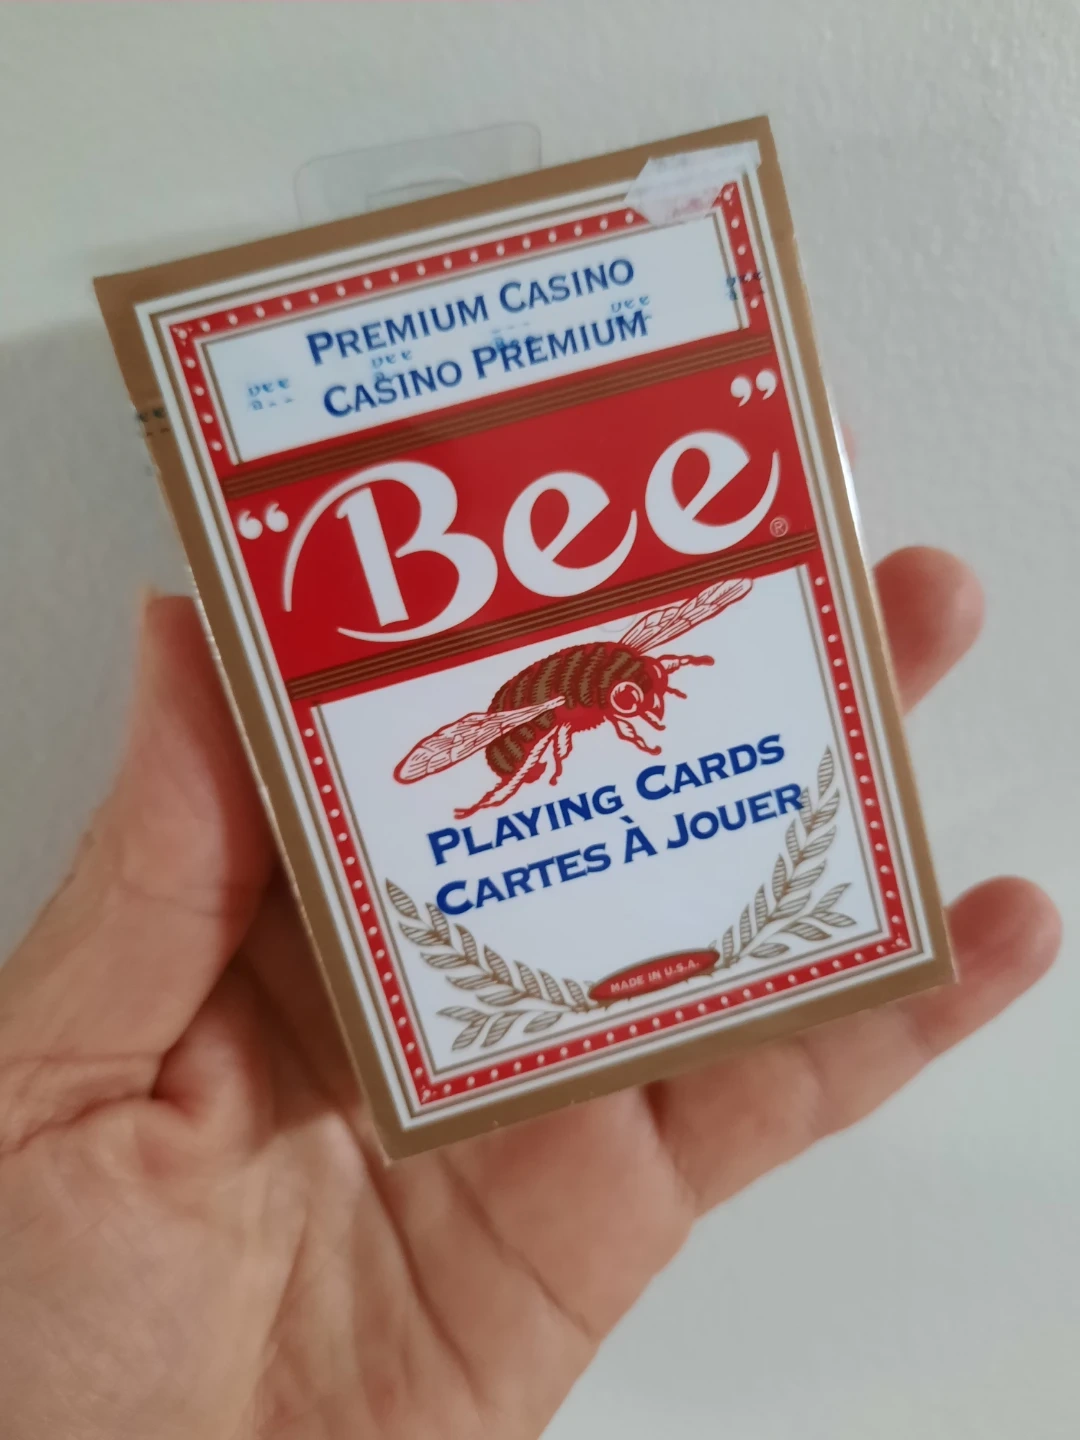 PREMIUM CASINO
CASINO PREMIUM
“Bee”®
PLAYING CARDS
CARTES À JOUER
MADE IN U.S.A.